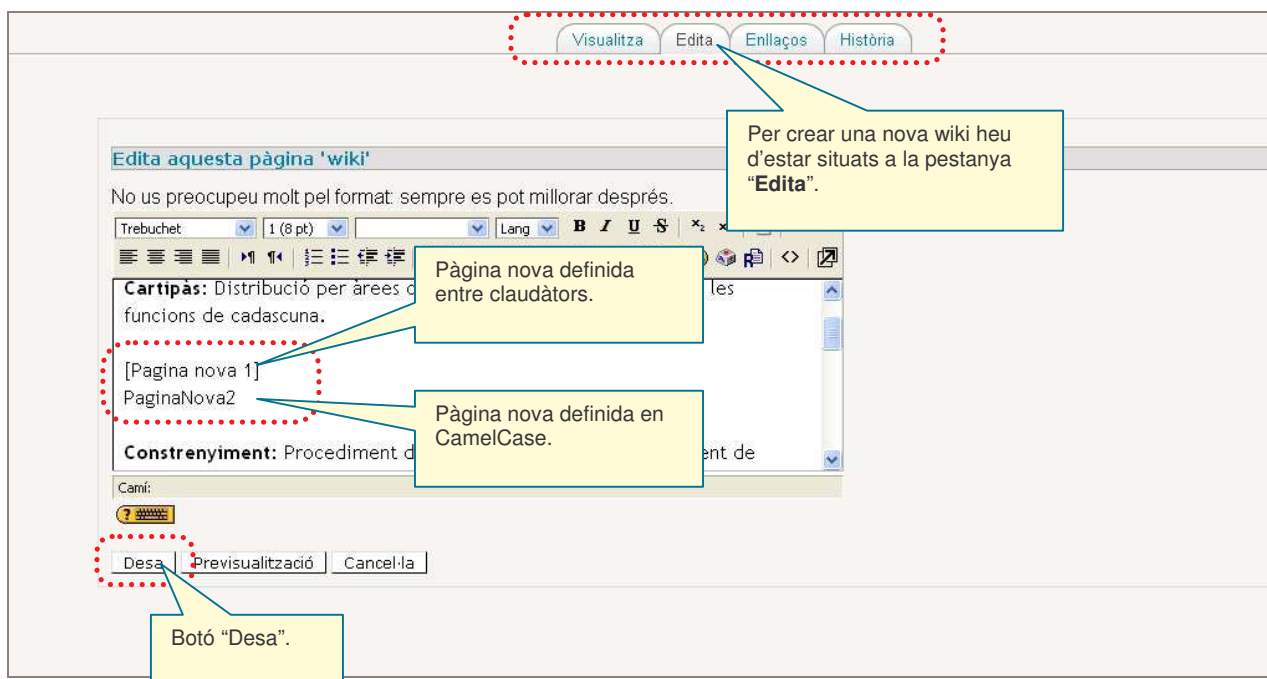 Visualitza Edita Enllaços Història
Per crear una nova wiki heu
d'estar situats a la pestanya
“Edita”.
Edita aquesta pàgina 'wiki'
No us preocupeu molt pel format: sempre es pot millorar després.
Trebuchet 1 (8 pt) Lang B I U S
Pàgina nova definida
entre claudàtors.
Cartipàs: Distribució per àrees les
funcions de cadascuna.
[Pagina nova 1]
PaginaNova2
Pàgina nova definida en
CamelCase.
Constrenyiment: Procediment de
Camí:
Desa Previsualització Cancel·la
Botó “Desa”.